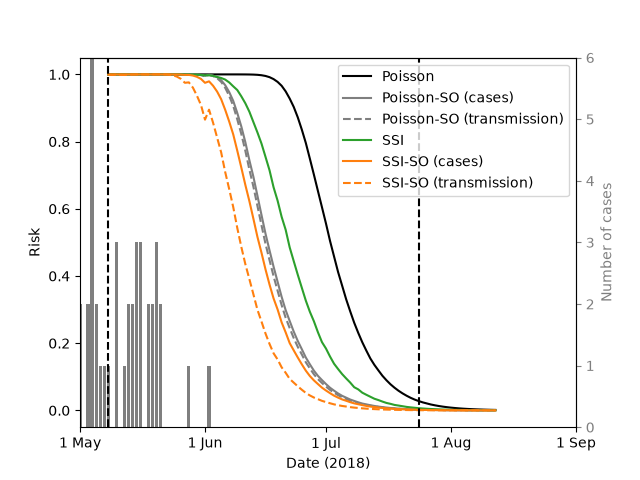 Poisson
Poisson-SO (cases)
Poisson-SO (transmission)
SSI
SSI-SO (cases)
SSI-SO (transmission)
Risk
1.0
0.8
0.6
0.4
0.2
0.0
6
5
4
3
2
1
0
Number of cases
1 May
1 Jun
1 Jul
1 Aug
1 Sep
Date (2018)